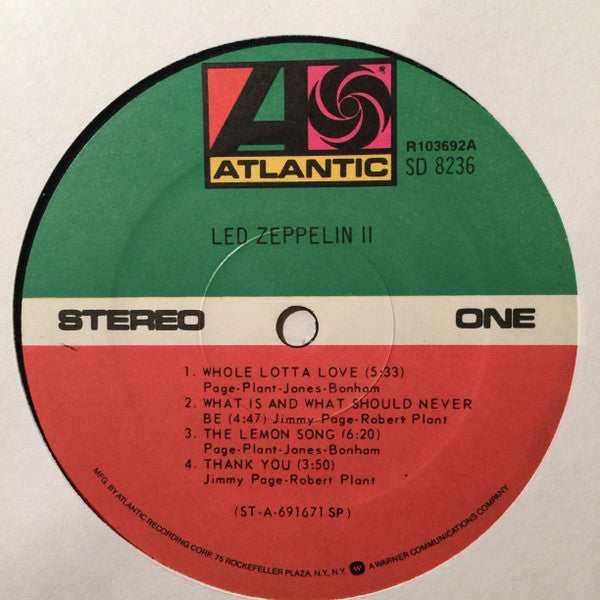 ATLANTIC
®
R103692A
SD 8236
LED ZEPPELIN II
STEREO
ONE
1. WHOLE LOTTA LOVE (5:33)
Page-Plant-Jones-Bonham
2. WHAT IS AND WHAT SHOULD NEVER
BE (4:47) Jimmy Page-Robert Plant
3. THE LEMON SONG (6:20)
Page-Plant-Jones-Bonham
4. THANK YOU (3:50)
Jimmy Page-Robert Plant
(ST-A-691671 SP)
MFG. BY ATLANTIC RECORDING CORP. 75 ROCKEFELLER PLAZA, N.Y., N.Y. W A WARNER COMMUNICATIONS COMPANY